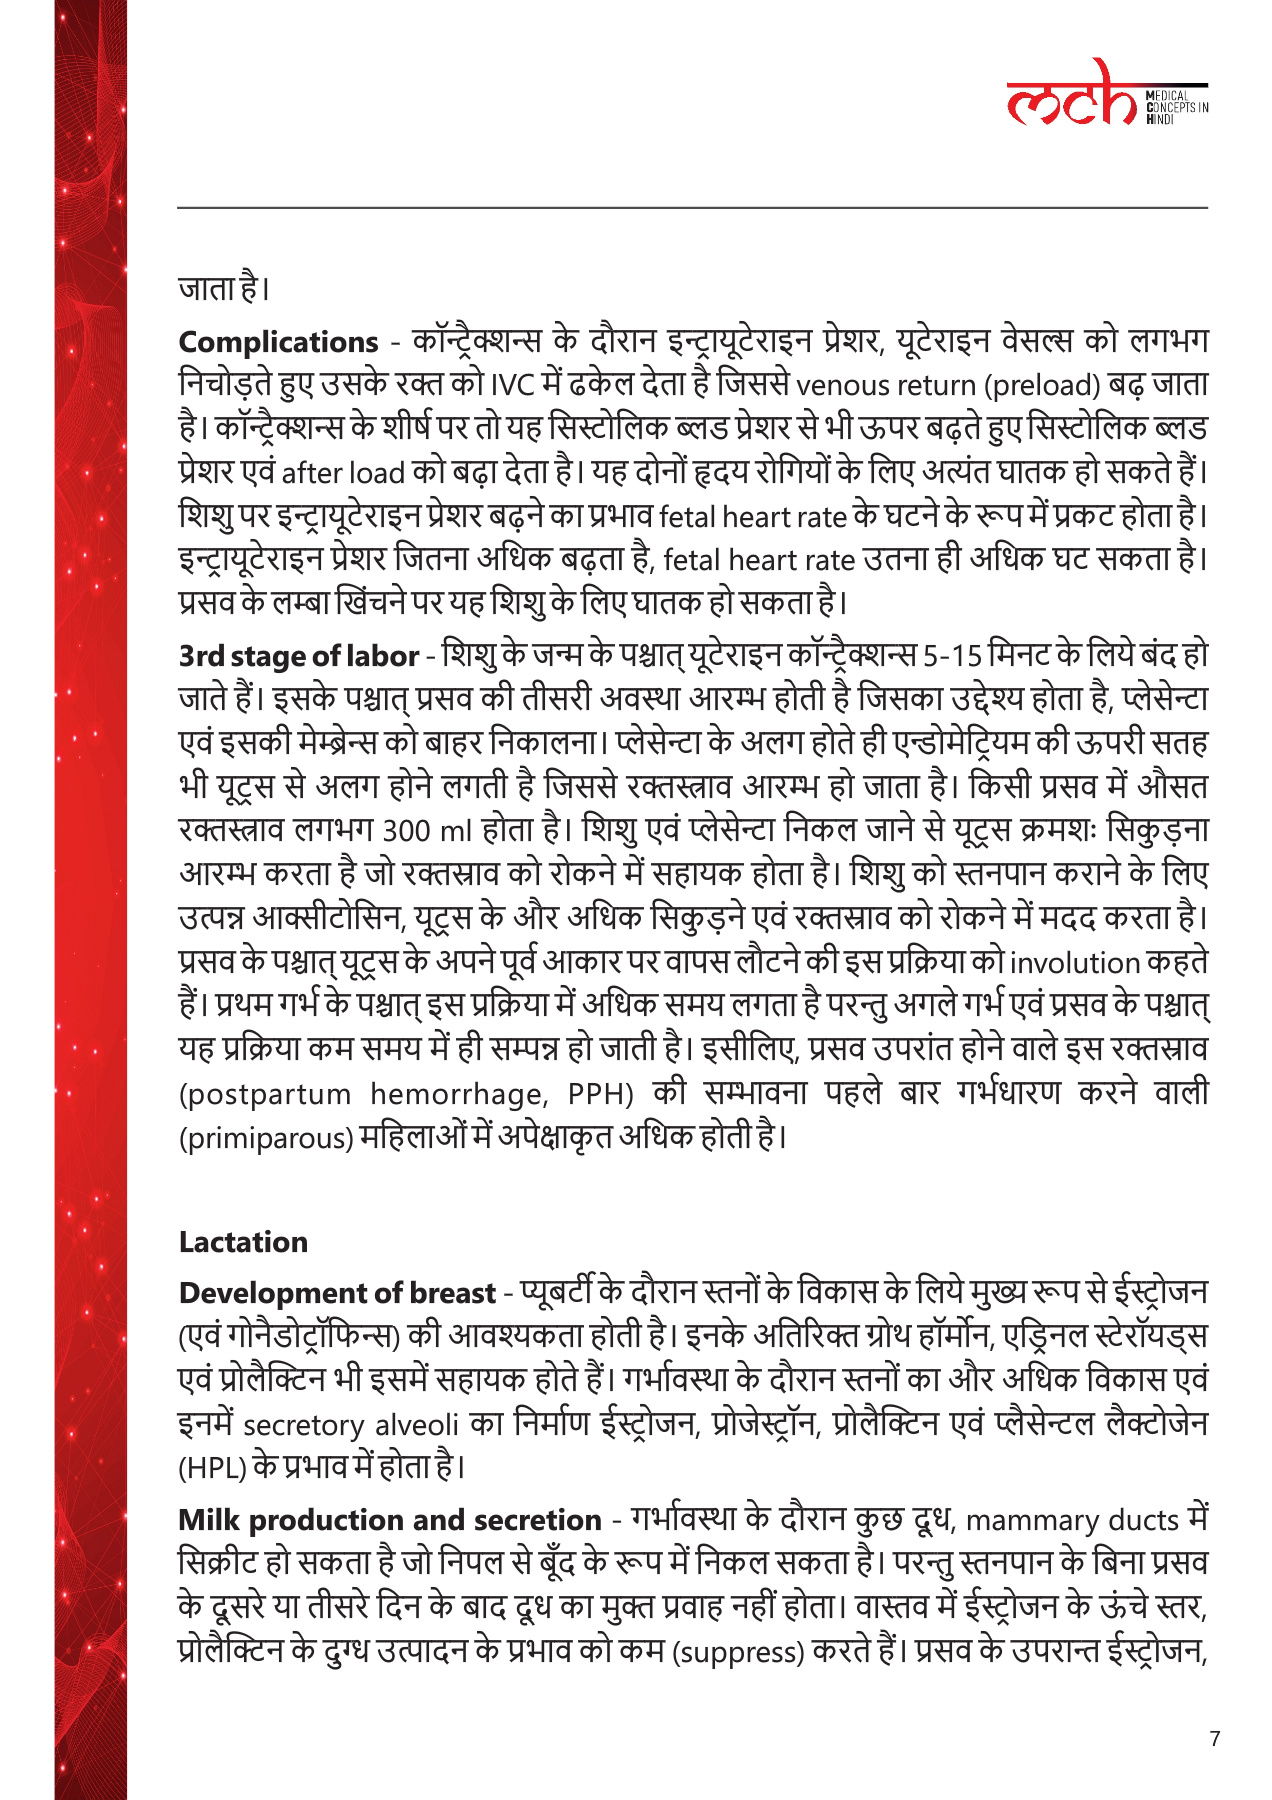 mch MEDICAL
CONCEPTS IN
HINDI
जाता है।
Complications - कॉन्ट्रैक्शन्स के दौरान इन्ट्रायूटेराइन प्रेशर, यूटेराइन वेसल्स को लगभग
निचोड़ते हुए उसके रक्त को IVC में ढकेल देता है जिससे venous return (preload) बढ़ जाता
है। कॉन्ट्रैक्शन्स के शीर्ष पर तो यह सिस्टोलिक ब्लड प्रेशर से भी ऊपर बढ़ते हुए सिस्टोलिक ब्लड
प्रेशर एवं after load को बढ़ा देता है। यह दोनों हृदय रोगियों के लिए अत्यंत घातक हो सकते हैं।
शिशु पर इन्ट्रायूटेराइन प्रेशर बढ़ने का प्रभाव fetal heart rate के घटने के रूप में प्रकट होता है।
इन्ट्रायूटेराइन प्रेशर जितना अधिक बढ़ता है, fetal heart rate उतना ही अधिक घट सकता है।
प्रसव के लम्बा खिंचने पर यह शिशु के लिए घातक हो सकता है।
3rd stage of labor - शिशु के जन्म के पश्चात् यूटेराइन कॉन्ट्रैक्शन्स 5-15 मिनट के लिये बंद हो
जाते हैं। इसके पश्चात् प्रसव की तीसरी अवस्था आरम्भ होती है जिसका उद्देश्य होता है, प्लेसेन्टा
एवं इसकी मेम्ब्रेन्स को बाहर निकालना। प्लेसेन्टा के अलग होते ही एन्डोमेट्रियम की ऊपरी सतह
भी यूट्रस से अलग होने लगती है जिससे रक्तस्त्राव आरम्भ हो जाता है। किसी प्रसव में औसत
रक्तस्त्राव लगभग 300 ml होता है। शिशु एवं प्लेसेन्टा निकल जाने से यूट्रस क्रमशः सिकुड़ना
आरम्भ करता है जो रक्तस्राव को रोकने में सहायक होता है। शिशु को स्तनपान कराने के लिए
उत्पन्न आक्सीटोसिन, यूट्रस के और अधिक सिकुड़ने एवं रक्तस्राव को रोकने में मदद करता है।
प्रसव के पश्चात् यूट्रस के अपने पूर्व आकार पर वापस लौटने की इस प्रक्रिया को involution कहते
हैं। प्रथम गर्भ के पश्चात् इस प्रक्रिया में अधिक समय लगता है परन्तु अगले गर्भ एवं प्रसव के पश्चात्
यह प्रक्रिया कम समय में ही सम्पन्न हो जाती है। इसीलिए, प्रसव उपरांत होने वाले इस रक्तस्राव
(postpartum hemorrhage, PPH) की सम्भावना पहले बार गर्भधारण करने वाली
(primiparous) महिलाओं में अपेक्षाकृत अधिक होती है।
Lactation
Development of breast - प्यूबर्टी के दौरान स्तनों के विकास के लिये मुख्य रूप से ईस्ट्रोजन
(एवं गोनैडोट्रॉफिन्स) की आवश्यकता होती है। इनके अतिरिक्त ग्रोथ हॉर्मोन, एड्रिनल स्टेरॉयड्स
एवं प्रोलैक्टिन भी इसमें सहायक होते हैं। गर्भावस्था के दौरान स्तनों का और अधिक विकास एवं
इनमें secretory alveoli का निर्माण ईस्ट्रोजन, प्रोजेस्ट्रॉन, प्रोलैक्टिन एवं प्लैसेन्टल लैक्टोजेन
(HPL) के प्रभाव में होता है।
Milk production and secretion - गर्भावस्था के दौरान कुछ दूध, mammary ducts में
सिक्रीट हो सकता है जो निपल से बूँद के रूप में निकल सकता है। परन्तु स्तनपान के बिना प्रसव
के दूसरे या तीसरे दिन के बाद दूध का मुक्त प्रवाह नहीं होता। वास्तव में ईस्ट्रोजन के ऊंचे स्तर,
प्रोलैक्टिन के दुग्ध उत्पादन के प्रभाव को कम (suppress) करते हैं। प्रसव के उपरान्त ईस्ट्रोजन,
7